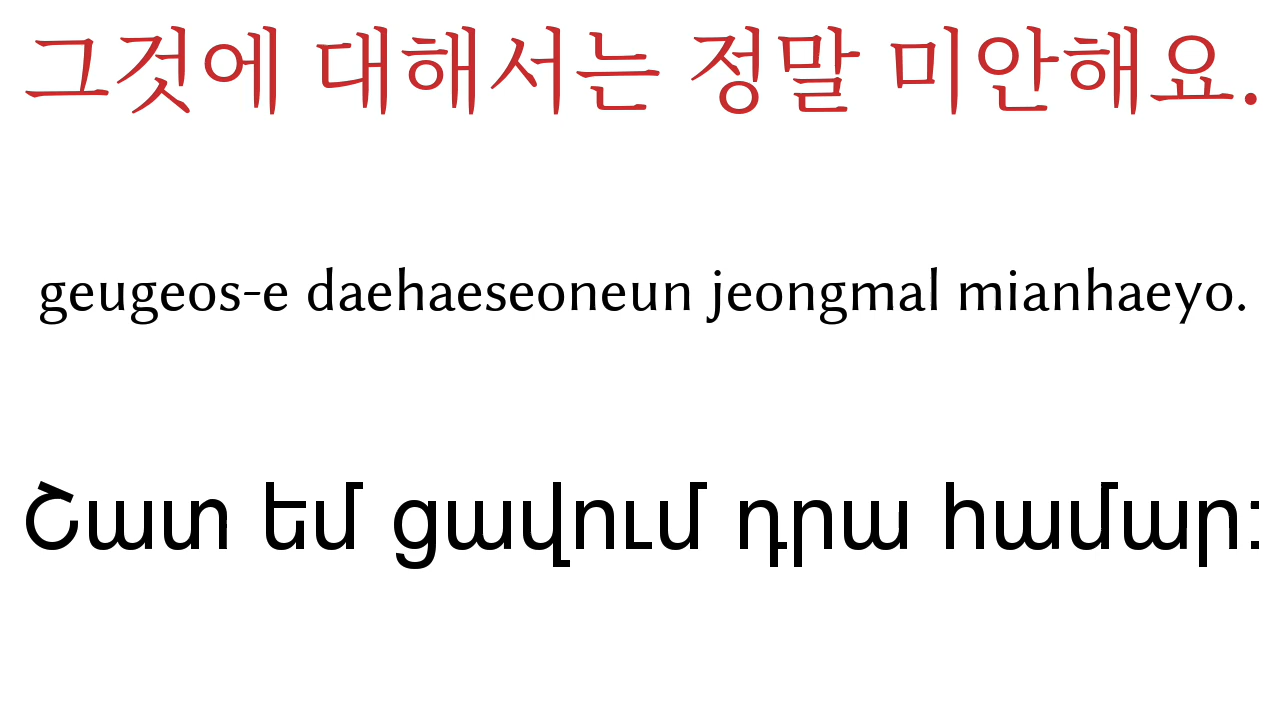 그것에 대해서는 정말 미안해요.
geugeos-e daehaeseoneun jeongmal mianhaeyo.
Շատ եմ ցավում դրա համար: